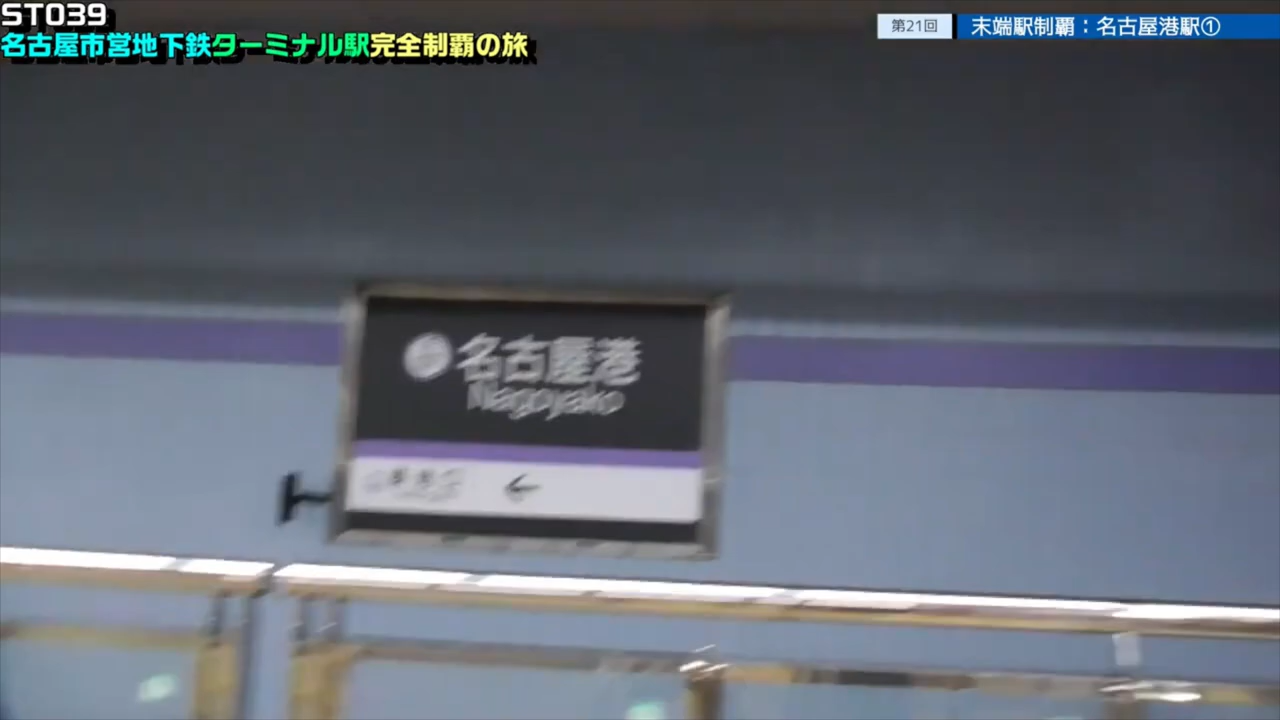 ST039
名古屋市営地下鉄ターミナル駅完全制覇の旅
第21回
末端駅制覇：名古屋港駅①
名古屋港
Nagoyako